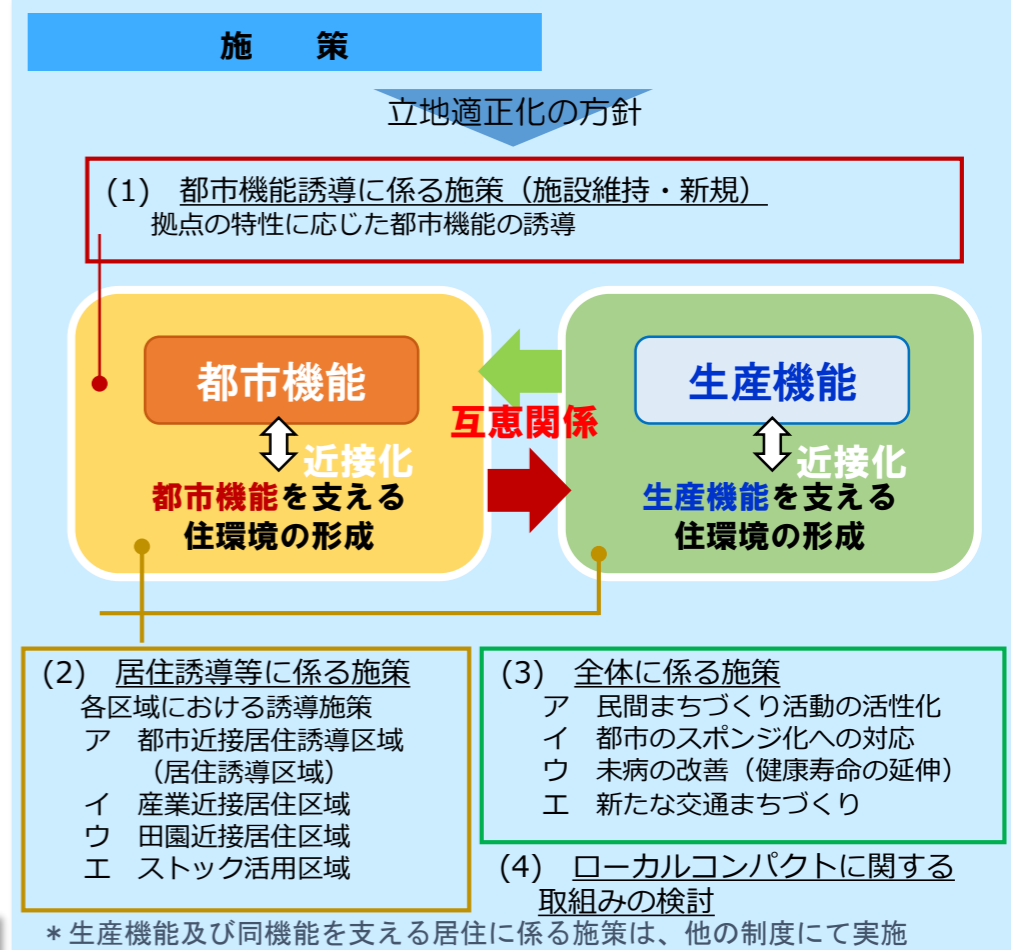 施　策
立地適正化の方針
(1)　都市機能誘導に係る施策（施設維持・新規）
拠点の特性に応じた都市機能の誘導
都市機能
近接化
都市機能を支える
住環境の形成
互恵関係
生産機能
近接化
生産機能を支える
住環境の形成
(2)　居住誘導等に係る施策
各区域における誘導施策
ア　都市近接居住誘導区域
（居住誘導区域）
イ　産業近接居住区域
ウ　田園近接居住区域
エ　ストック活用区域
(3)　全体に係る施策
ア　民間まちづくり活動の活性化
イ　都市のスポンジ化への対応
ウ　未病の改善（健康寿命の延伸）
エ　新たな交通まちづくり
(4)　ローカルコンパクトに関する
取組みの検討
＊生産機能及び同機能を支える居住に係る施策は、他の制度にて実施